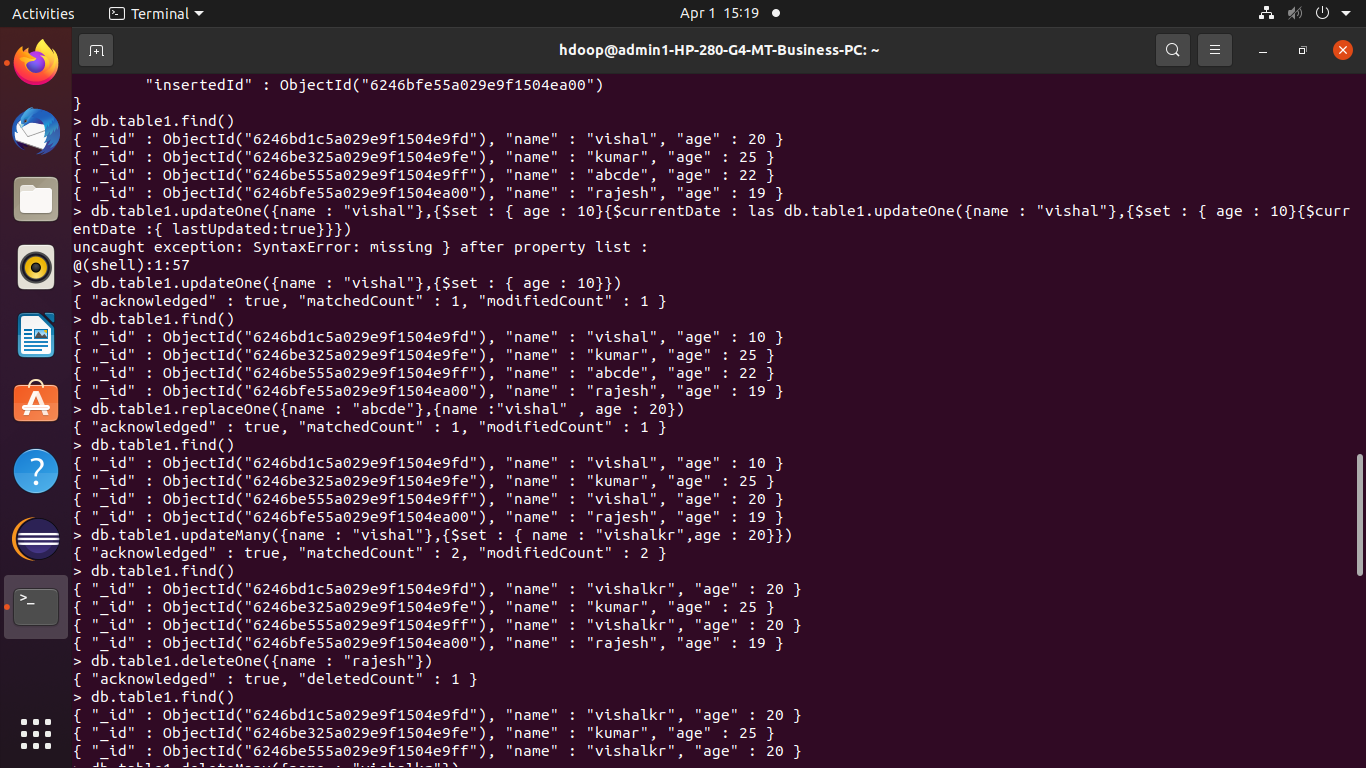 Activities
Terminal
Apr 1 15:19
hdoop@admin1-HP-280-G4-MT-Business-PC: ~
"insertedId" : ObjectId("6246bfe55a029e9f1504ea00")
}
> db.table1.find()
{ "_id" : ObjectId("6246bd1c5a029e9f1504e9fd"), "name" : "vishal", "age" : 20 }
{ "_id" : ObjectId("6246be325a029e9f1504e9fe"), "name" : "kumar", "age" : 25 }
{ "_id" : ObjectId("6246be555a029e9f1504e9ff"), "name" : "abcde", "age" : 22 }
{ "_id" : ObjectId("6246bfe55a029e9f1504ea00"), "name" : "rajesh", "age" : 19 }
> db.table1.updateOne({name : "vishal"},{$set : { age : 10}{$currentDate : las db.table1.updateOne({name : "vishal"},{$set : { age : 10}{$curr
entDate :{ lastUpdated:true}}})
uncaught exception: SyntaxError: missing } after property list :
@(shell):1:57
> db.table1.updateOne({name : "vishal"},{$set : { age : 10}})
{ "acknowledged" : true, "matchedCount" : 1, "modifiedCount" : 1 }
> db.table1.find()
{ "_id" : ObjectId("6246bd1c5a029e9f1504e9fd"), "name" : "vishal", "age" : 10 }
{ "_id" : ObjectId("6246be325a029e9f1504e9fe"), "name" : "kumar", "age" : 25 }
{ "_id" : ObjectId("6246be555a029e9f1504e9ff"), "name" : "abcde", "age" : 22 }
{ "_id" : ObjectId("6246bfe55a029e9f1504ea00"), "name" : "rajesh", "age" : 19 }
> db.table1.replaceOne({name : "abcde"},{name :"vishal" , age : 20})
{ "acknowledged" : true, "matchedCount" : 1, "modifiedCount" : 1 }
> db.table1.find()
{ "_id" : ObjectId("6246bd1c5a029e9f1504e9fd"), "name" : "vishal", "age" : 10 }
{ "_id" : ObjectId("6246be325a029e9f1504e9fe"), "name" : "kumar", "age" : 25 }
{ "_id" : ObjectId("6246be555a029e9f1504e9ff"), "name" : "vishal", "age" : 20 }
{ "_id" : ObjectId("6246bfe55a029e9f1504ea00"), "name" : "rajesh", "age" : 19 }
> db.table1.updateMany({name : "vishal"},{$set : { name : "vishalkr",age : 20}})
{ "acknowledged" : true, "matchedCount" : 2, "modifiedCount" : 2 }
> db.table1.find()
{ "_id" : ObjectId("6246bd1c5a029e9f1504e9fd"), "name" : "vishalkr", "age" : 20 }
{ "_id" : ObjectId("6246be325a029e9f1504e9fe"), "name" : "kumar", "age" : 25 }
{ "_id" : ObjectId("6246be555a029e9f1504e9ff"), "name" : "vishalkr", "age" : 20 }
{ "_id" : ObjectId("6246bfe55a029e9f1504ea00"), "name" : "rajesh", "age" : 19 }
> db.table1.deleteOne({name : "rajesh"})
{ "acknowledged" : true, "deletedCount" : 1 }
> db.table1.find()
{ "_id" : ObjectId("6246bd1c5a029e9f1504e9fd"), "name" : "vishalkr", "age" : 20 }
{ "_id" : ObjectId("6246be325a029e9f1504e9fe"), "name" : "kumar", "age" : 25 }
{ "_id" : ObjectId("6246be555a029e9f1504e9ff"), "name" : "vishalkr", "age" : 20 }
> db.table1.deleteMany({name : "vishalkr"})